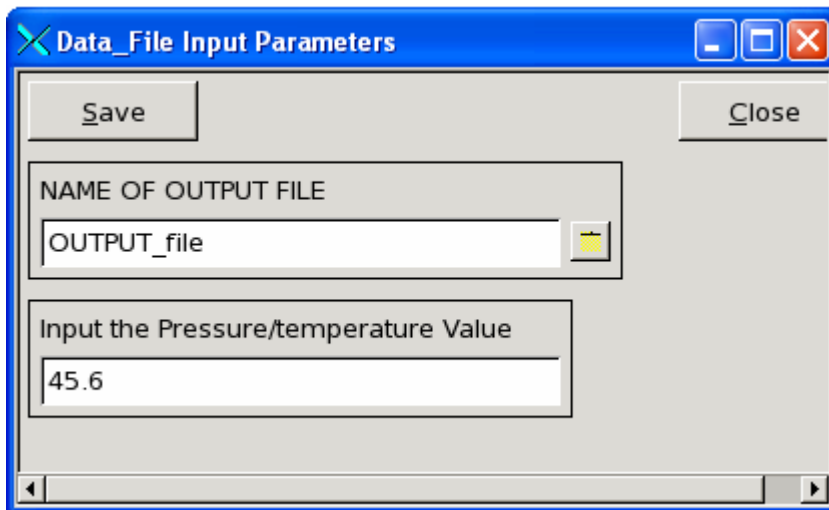 Data_File Input Parameters
Save
Close
NAME OF OUTPUT FILE
OUTPUT_file
Input the Pressure/temperature Value
45.6